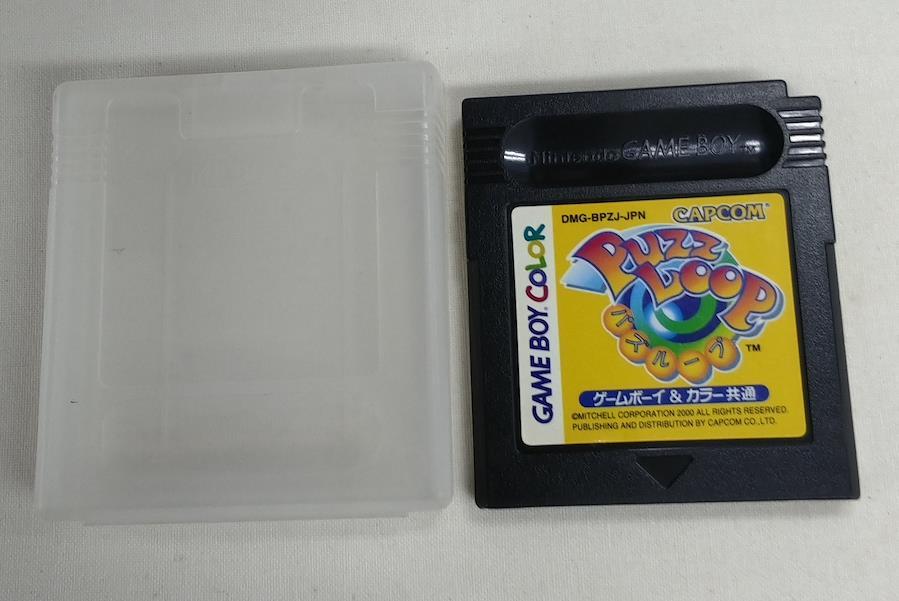 Nintendo GAME BOY TM
DMG-BPZJ-JPN
CAPCOM®
GAME BOY COLOR
PUZZ
LOOP
パズループ
TM
ゲームボーイ & カラー共通
©MITCHELL CORPORATION 2000 ALL RIGHTS RESERVED.
PUBLISHING AND DISTRIBUTION BY CAPCOM CO.,LTD.